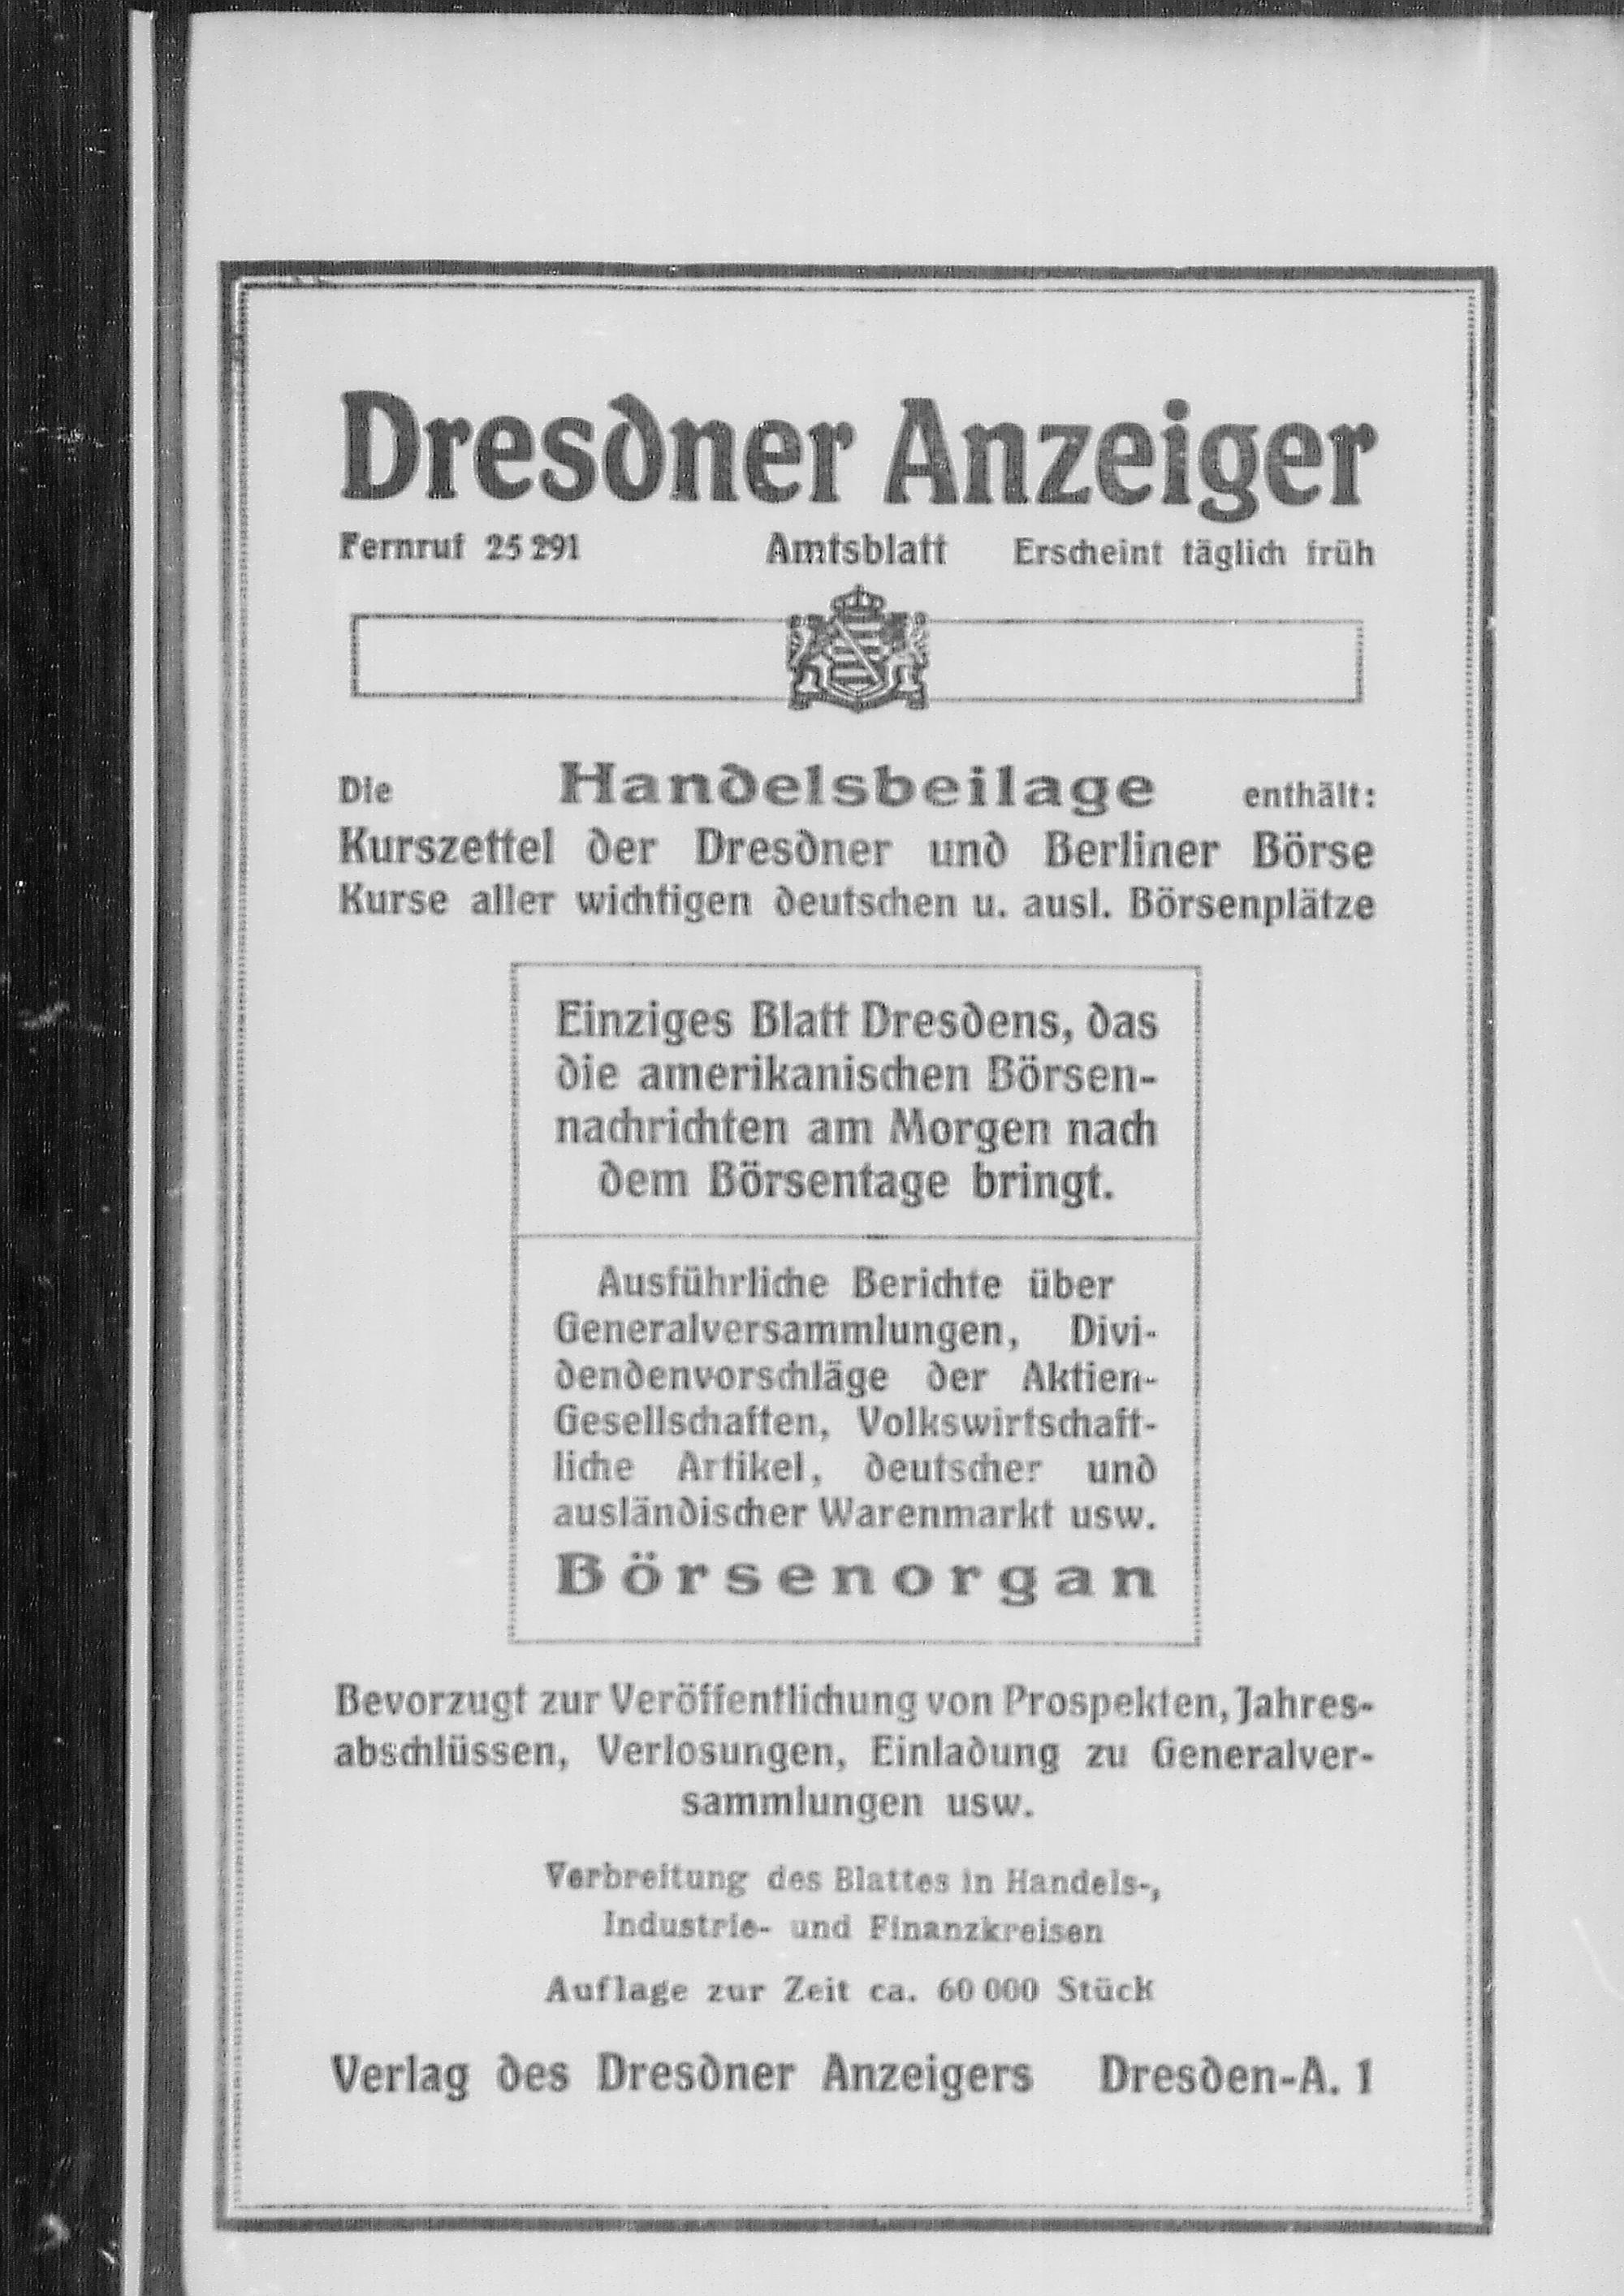 Dresdner Anzeiger
Fernruf 25 291 Amtsblatt Erscheint täglich früh
Die Handelsbeilage enthält:
Kurszettel der Dresdner und Berliner Börse
Kurse aller wichtigen deutschen u. ausl. Börsenplätze
Einziges Blatt Dresdens, das
die amerikanischen Börsen-
nachrichten am Morgen nach
dem Börsentage bringt.
Ausführliche Berichte über
Generalversammlungen, Divi-
dendenvorschläge der Aktien-
Gesellschaften, Volkswirtschaft-
liche Artikel, deutscher und
ausländischer Warenmarkt usw.
Börsenorgan
Bevorzugt zur Veröffentlichung von Prospekten, Jahres-
abschlüssen, Verlosungen, Einladung zu Generalver-
sammlungen usw.
Verbreitung des Blattes in Handels-,
Industrie- und Finanzkreisen
Auflage zur Zeit ca. 60 000 Stück
Verlag des Dresdner Anzeigers Dresden-A. 1